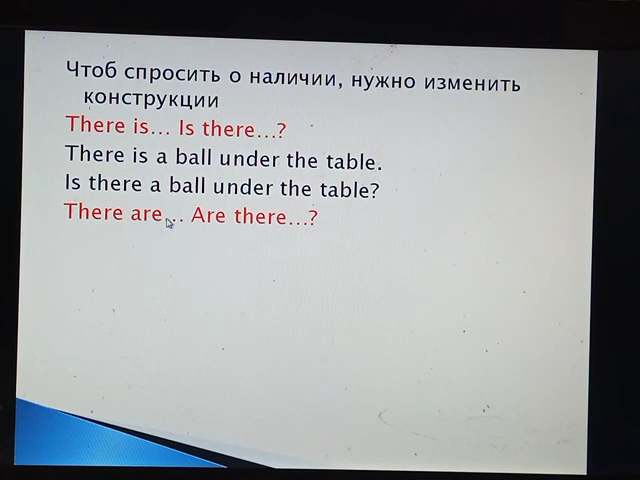 Чтоб спросить о наличии, нужно изменить
конструкции
There is… Is there…?
There is a ball under the table.
Is there a ball under the table?
There are… Are there…?